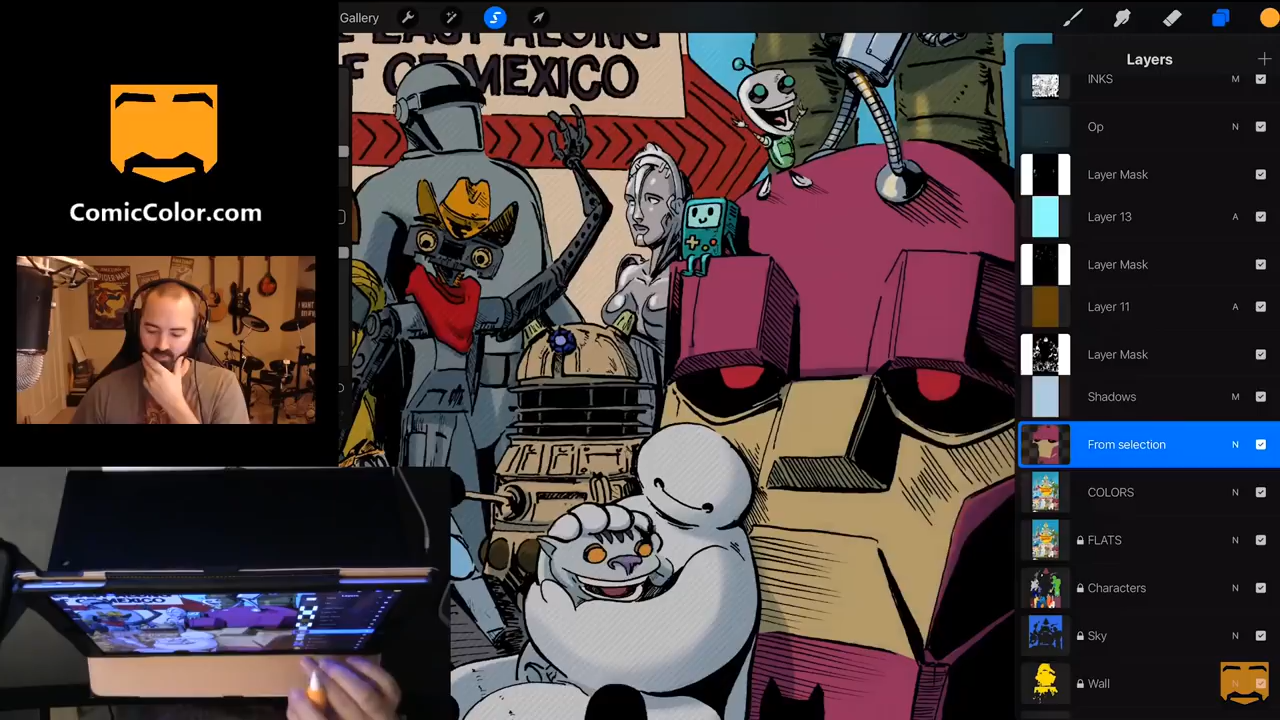 Gallery
Layers
INKS M
Op N
Layer Mask
Layer 13 A
Layer Mask
Layer 11 A
Layer Mask
Shadows M
From selection N
COLORS N
FLATS N
Characters N
Sky N
Wall N
ComicColor.com
EAST ALONG
F OF MEXICO